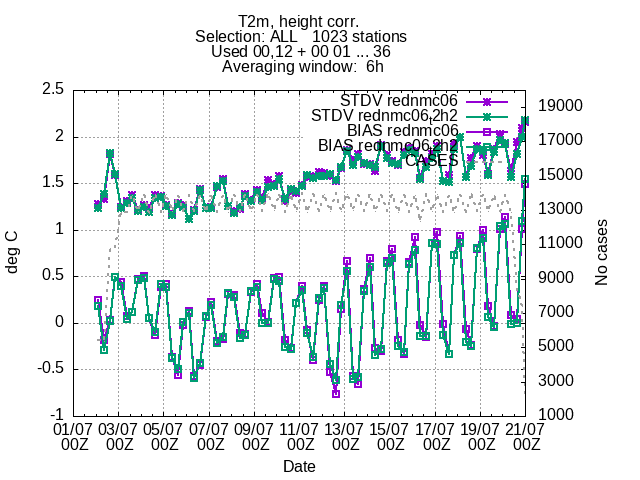 T2m, height corr.
Selection: ALL 1023 stations
Used 00,12 + 00 01 ... 36
Averaging window: 6h
STDV rednmc06
STDV rednmc06,2h2
BIAS rednmc06
BIAS rednmc06,2h2
CASES
2.5
2
1.5
1
0.5
0
-0.5
-1
deg C
19000
17000
15000
13000
11000
9000
7000
5000
3000
1000
No cases
01/07 03/07 05/07 07/07 09/07 11/07 13/07 15/07 17/07 19/07 21/07
00Z 00Z 00Z 00Z 00Z 00Z 00Z 00Z 00Z 00Z 00Z
Date